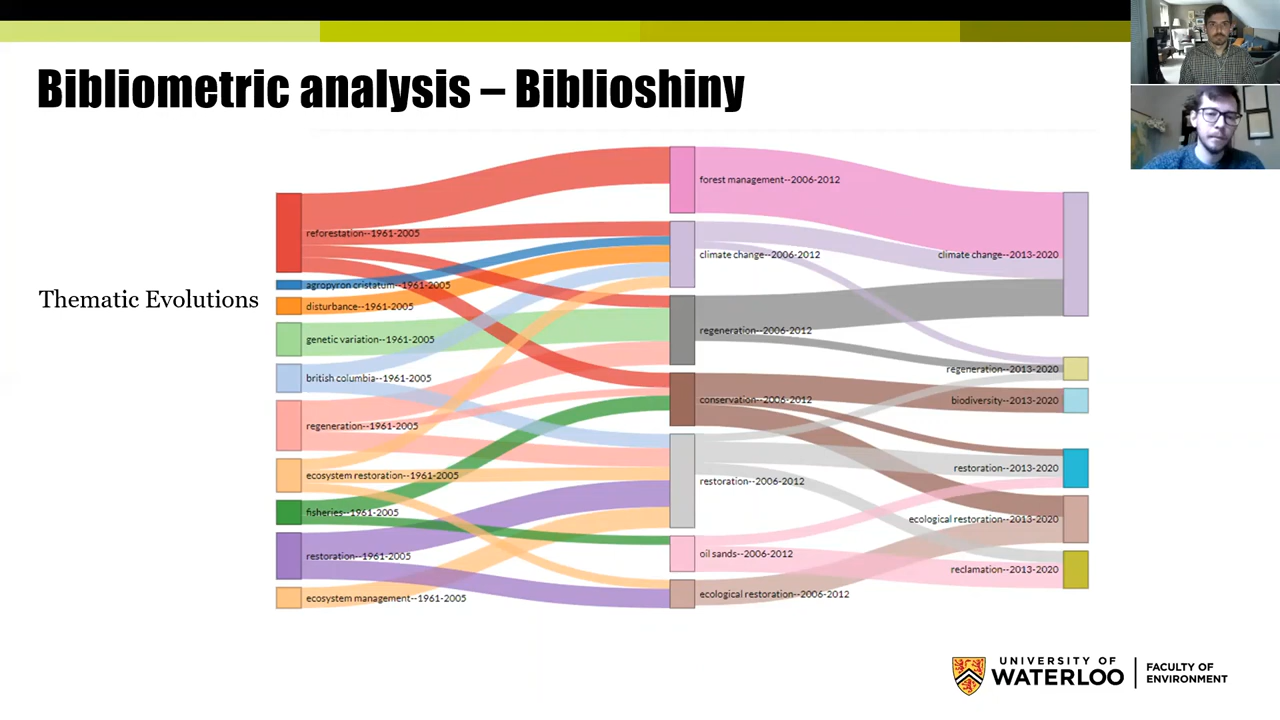 Bibliometric analysis – Biblioshiny
Thematic Evolutions
reforestation--1961-2005
agropyron cristatum--1961-2005
disturbance--1961-2005
genetic variation--1961-2005
british columbia--1961-2005
regeneration--1961-2005
ecosystem restoration--1961-2005
fisheries--1961-2005
restoration--1961-2005
ecosystem management--1961-2005
forest management--2006-2012
climate change--2006-2012
regeneration--2006-2012
conservation--2006-2012
restoration--2006-2012
oil sands--2006-2012
ecological restoration--2006-2012
climate change--2013-2020
regeneration--2013-2020
biodiversity--2013-2020
restoration--2013-2020
ecological restoration--2013-2020
reclamation--2013-2020
UNIVERSITY OF
WATERLOO
FACULTY OF
ENVIRONMENT